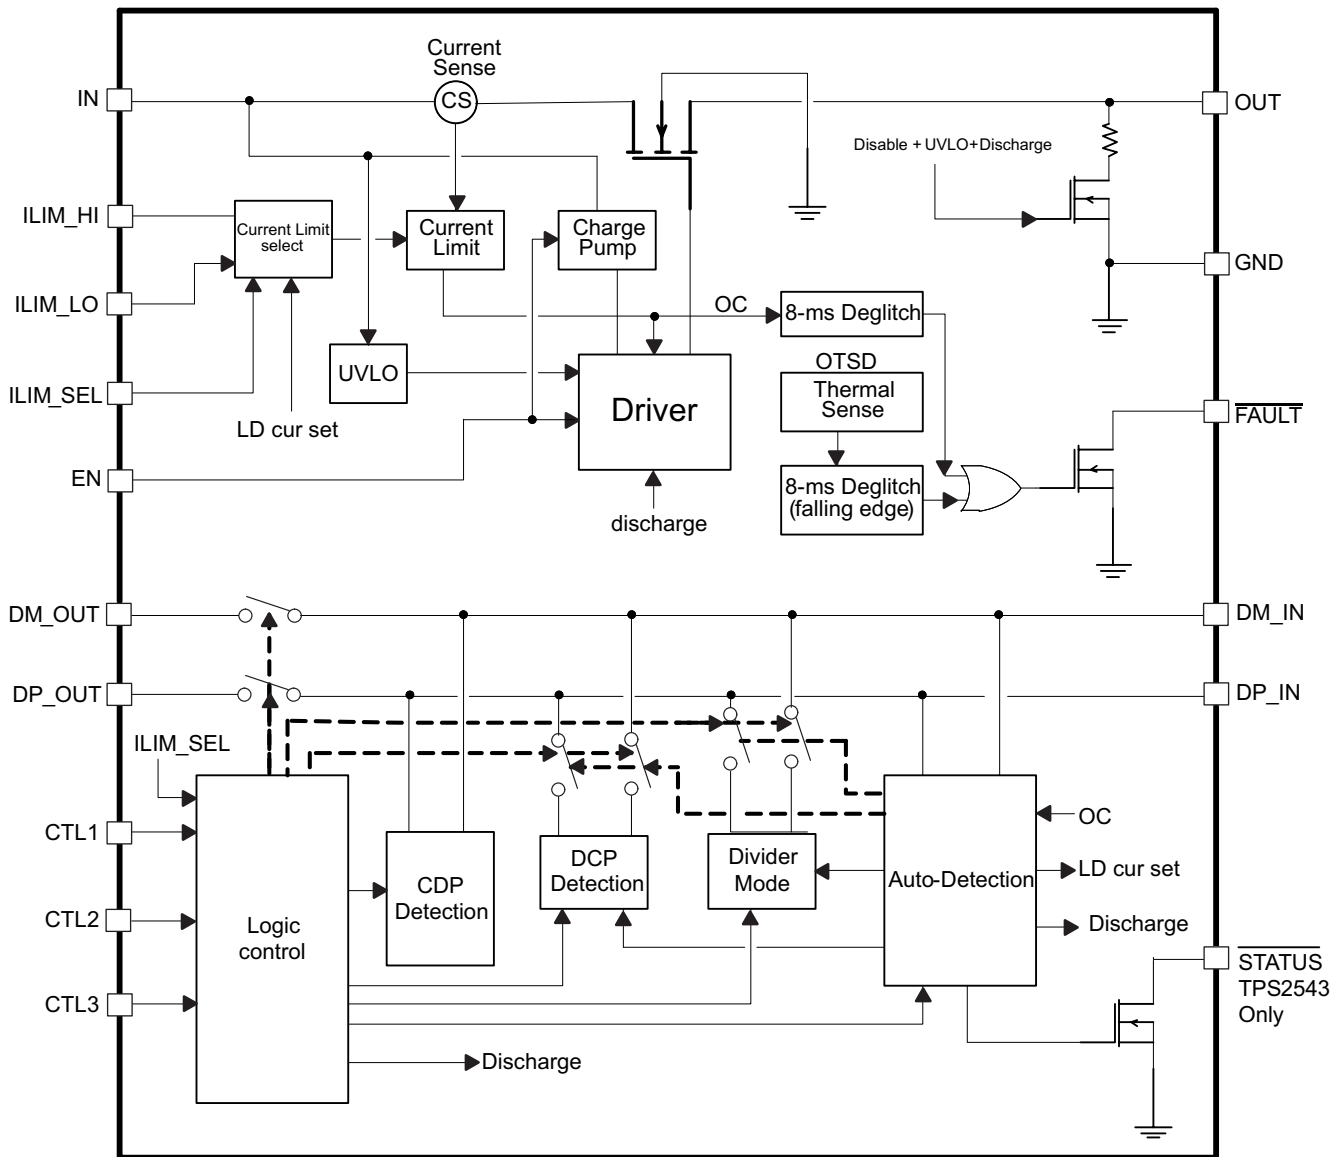 Current
Sense
IN
CS
OUT
Disable + UVLO+Discharge
ILIM_HI
Current Limit
select
Current
Limit
Charge
Pump
GND
ILIM_LO
OC
8-ms Deglitch
UVLO
OTSD
Thermal
Sense
ILIM_SEL
Driver
LD cur set
FAULT
EN
8-ms Deglitch
(falling edge)
discharge
DM_OUT
DM_IN
DP_OUT
DP_IN
ILIM_SEL
CTL1
OC
DCP
Detection
Divider
Mode
Auto-Detection
LD cur set
CDP
Detection
CTL2
Logic
control
Discharge
STATUS
TPS2543
Only
CTL3
Discharge